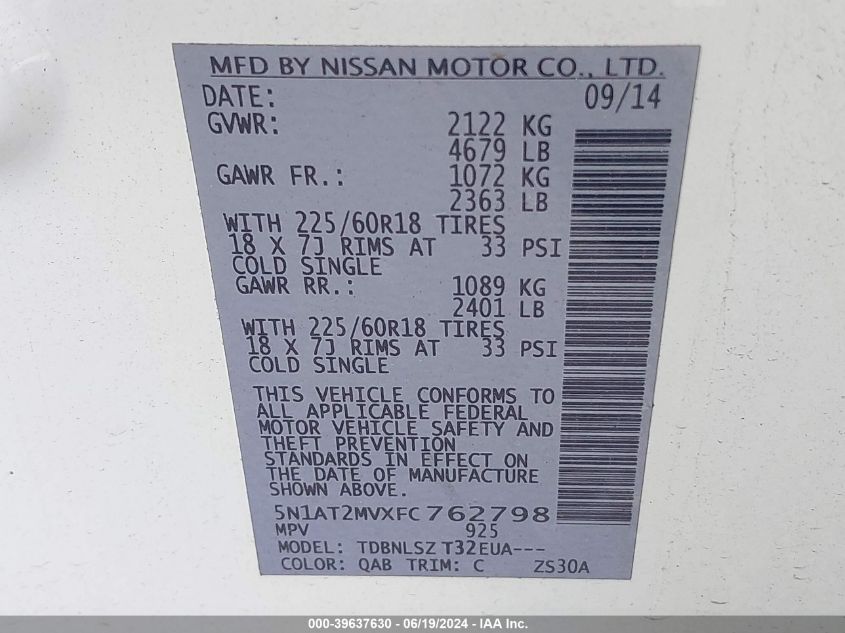 MFD BY NISSAN MOTOR CO., LTD.
DATE: 09/14
GVWR: 2122 KG
4679 LB
GAWR FR.: 1072 KG
2363 LB
WITH 225/60R18 TIRES
18 X 7J RIMS AT 33 PSI
COLD SINGLE
GAWR RR.: 1089 KG
2401 LB
WITH 225/60R18 TIRES
18 X 7J RIMS AT 33 PSI
COLD SINGLE
THIS VEHICLE CONFORMS TO
ALL APPLICABLE FEDERAL
MOTOR VEHICLE SAFETY AND
THEFT PREVENTION
STANDARDS IN EFFECT ON
THE DATE OF MANUFACTURE
SHOWN ABOVE.
5N1AT2MVXFC762798
MPV 925
MODEL: TDBNLSZ T32EUA---
COLOR: QAB TRIM: C ZS30A
000-39637630 - 06/19/2024 - IAA Inc.